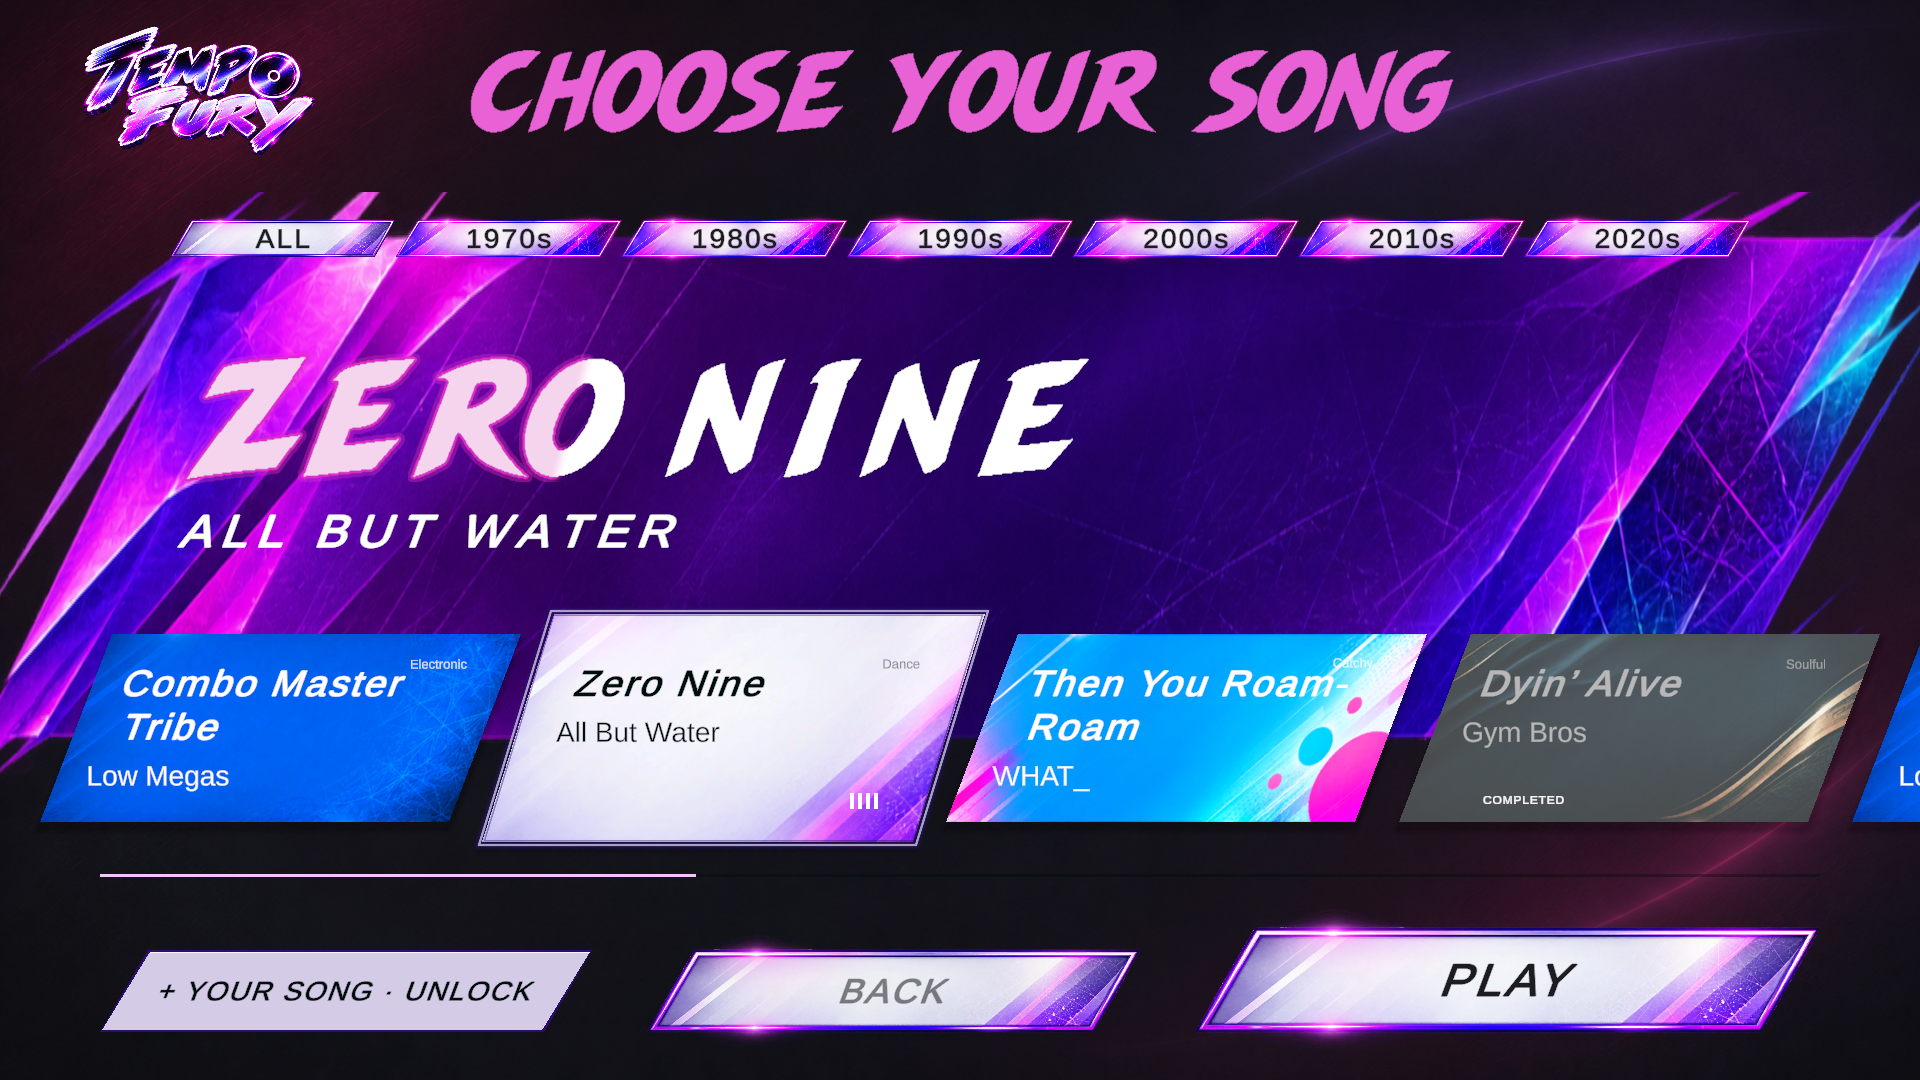 TEMPO
FURY
CHOOSE YOUR SONG
ALL
1970s
1980s
1990s
2000s
2010s
2020s
ZERO NINE
ALL BUT WATER
Electronic
Combo Master
Tribe
Low Megas
Dance
Zero Nine
All But Water
Catchy
Then You Roam-
Roam
WHAT_
Soulful
Dyin’ Alive
Gym Bros
COMPLETED
+ YOUR SONG · UNLOCK
BACK
PLAY